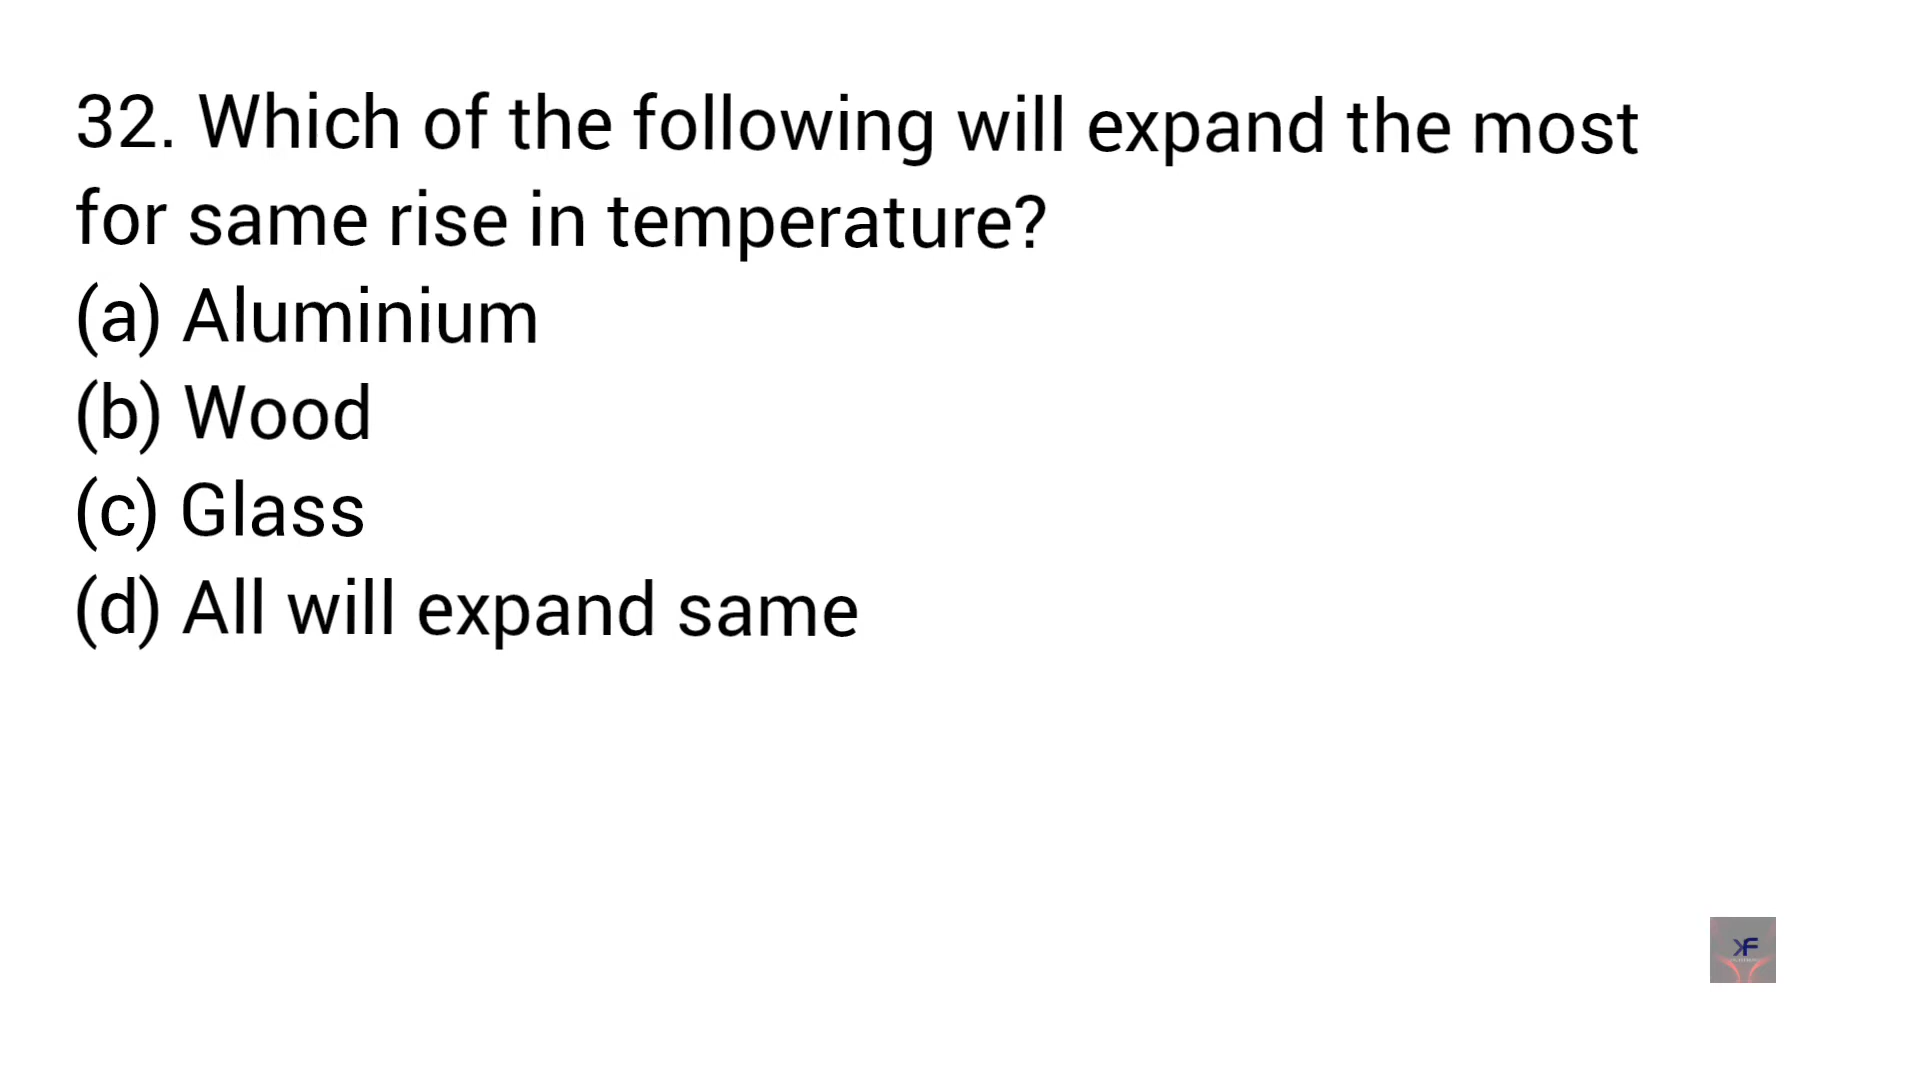 32. Which of the following will expand the most
for same rise in temperature?
(a) Aluminium
(b) Wood
(c) Glass
(d) All will expand same
KF